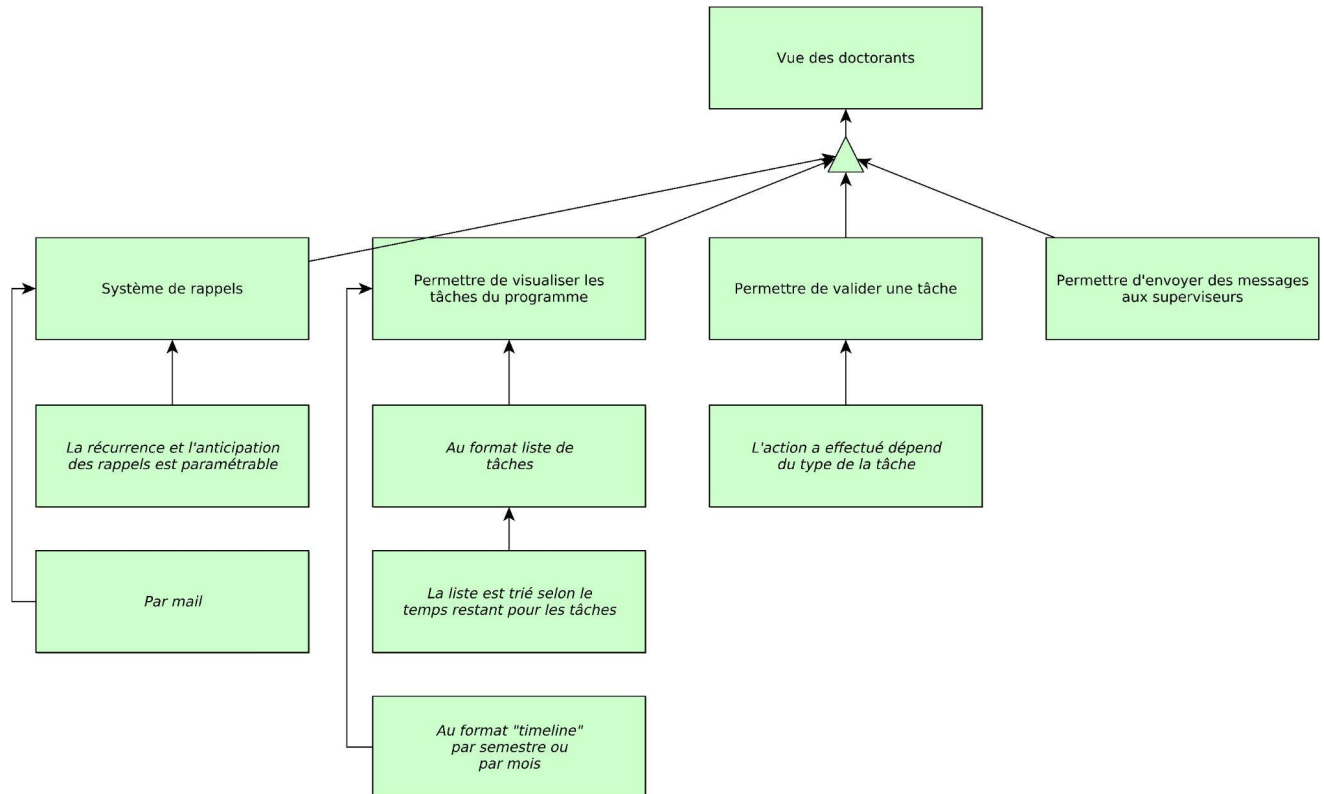 Vue des doctorants
Système de rappels
Permettre de visualiser les
tâches du programme
Permettre de valider une tâche
Permettre d'envoyer des messages
aux superviseurs
La récurrence et l'anticipation
des rappels est paramétrable
Au format liste de
tâches
L'action a effectué dépend
du type de la tâche
Par mail
La liste est trié selon le
temps restant pour les tâches
Au format "timeline"
par semestre ou
par mois